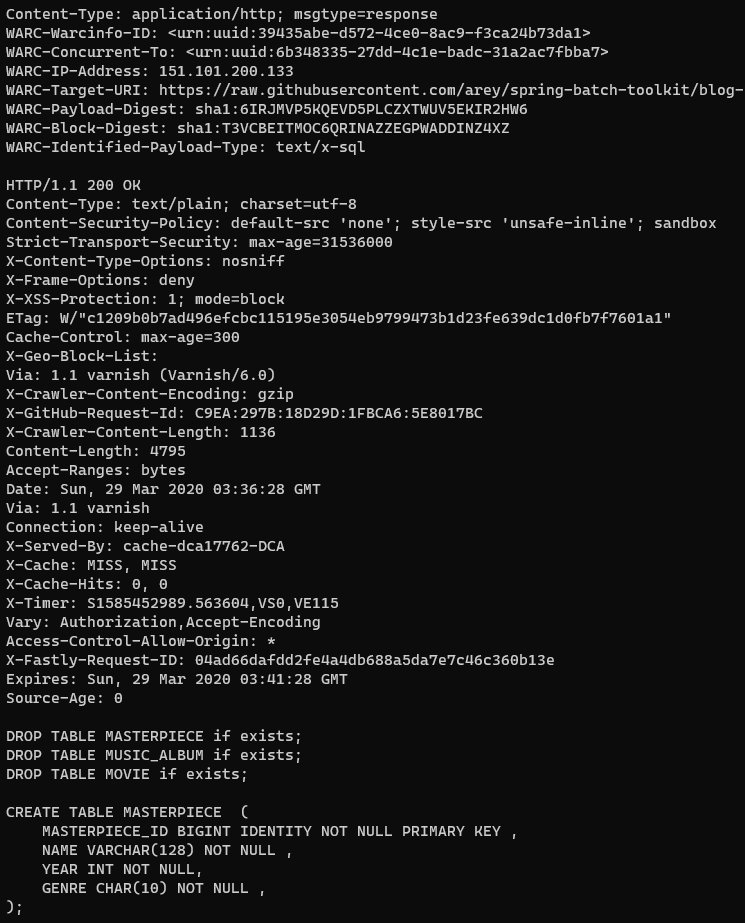 Content-Type: application/http; msgtype=response
WARC-Warcinfo-ID: <urn:uuid:39435abe-d572-4ce0-8ac9-f3ca24b73da1>
WARC-Concurrent-To: <urn:uuid:6b348335-27dd-4c1e-badc-31a2ac7fbba7>
WARC-IP-Address: 151.101.200.133
WARC-Target-URI: https://raw.githubusercontent.com/arey/spring-batch-toolkit/blog-
WARC-Payload-Digest: sha1:6IRJMVP5KQEVD5PLCZXTWUV5EKIR2HW6
WARC-Block-Digest: sha1:T3VCBEITMOC6QRINAZZEGPWADDINZ4XZ
WARC-Identified-Payload-Type: text/x-sql

HTTP/1.1 200 OK
Content-Type: text/plain; charset=utf-8
Content-Security-Policy: default-src 'none'; style-src 'unsafe-inline'; sandbox
Strict-Transport-Security: max-age=31536000
X-Content-Type-Options: nosniff
X-Frame-Options: deny
X-XSS-Protection: 1; mode=block
ETag: W/"c1209b0b7ad496efcbc115195e3054eb9799473b1d23fe639dc1d0fb7f7601a1"
Cache-Control: max-age=300
X-Geo-Block-List:
Via: 1.1 varnish (Varnish/6.0)
X-Crawler-Content-Encoding: gzip
X-GitHub-Request-Id: C9EA:297B:18D29D:1FBCA6:5E8017BC
X-Crawler-Content-Length: 1136
Content-Length: 4795
Accept-Ranges: bytes
Date: Sun, 29 Mar 2020 03:36:28 GMT
Via: 1.1 varnish
Connection: keep-alive
X-Served-By: cache-dca17762-DCA
X-Cache: MISS, MISS
X-Cache-Hits: 0, 0
X-Timer: S1585452989.563604,VS0,VE115
Vary: Authorization,Accept-Encoding
Access-Control-Allow-Origin: *
X-Fastly-Request-ID: 04ad66dafdd2fe4a4db688a5da7e7c46c360b13e
Expires: Sun, 29 Mar 2020 03:41:28 GMT
Source-Age: 0

DROP TABLE MASTERPIECE if exists;
DROP TABLE MUSIC_ALBUM if exists;
DROP TABLE MOVIE if exists;

CREATE TABLE MASTERPIECE  (
    MASTERPIECE_ID BIGINT IDENTITY NOT NULL PRIMARY KEY ,
    NAME VARCHAR(128) NOT NULL ,
    YEAR INT NOT NULL,
    GENRE CHAR(10) NOT NULL ,
);